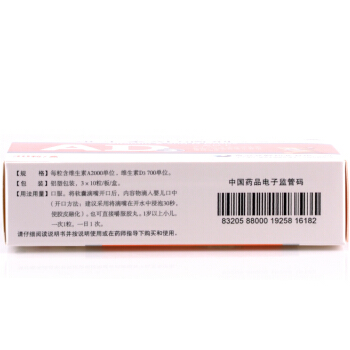 AD
【规 格】每粒含维生素A2000单位，维生素D₃ 700单位。
【包 装】铝塑包装，3×10粒/板/盒。
【用法用量】口服。将软囊滴嘴开口后，内容物滴入婴儿口中
（开口方法：建议采用将滴嘴在开水中浸泡30秒，
使胶皮融化），也可直接嚼服胶丸。1岁以上小儿，
一次1粒，一日1次。
请仔细阅读说明书并按说明使用或在药师指导下购买和使用。
中国药品电子监管码
83205 88000 19258 16182